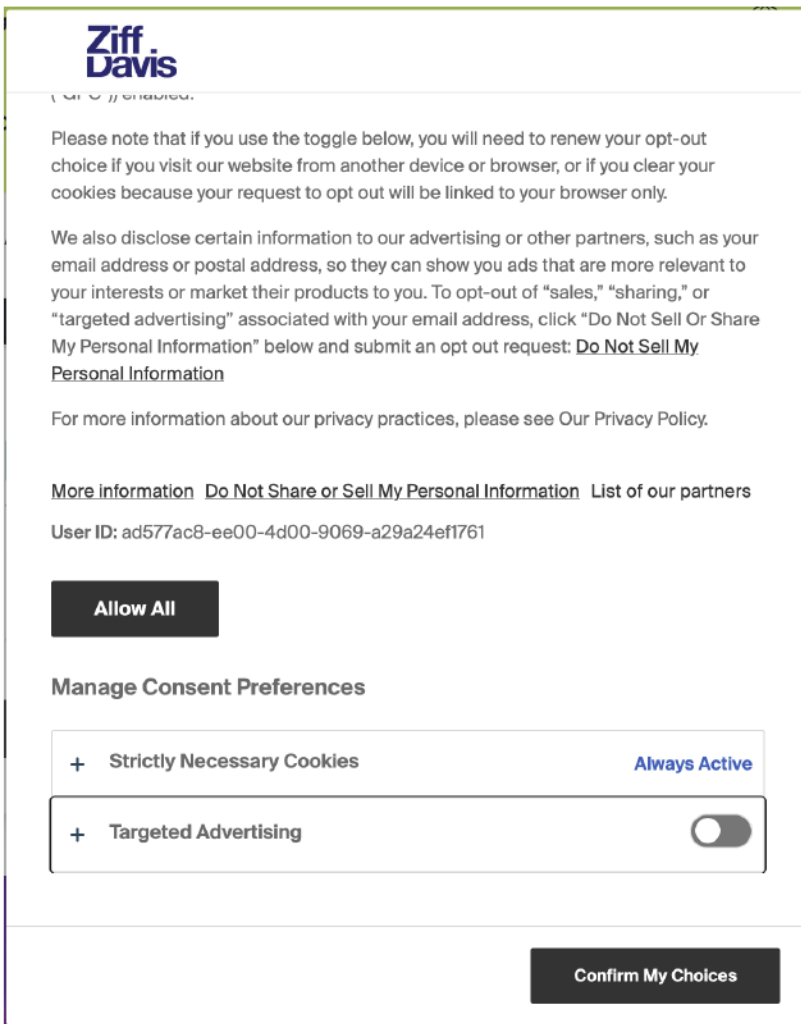 Ziff
Davis
("GPC")) enabled.
Please note that if you use the toggle below, you will need to renew your opt-out
choice if you visit our website from another device or browser, or if you clear your
cookies because your request to opt out will be linked to your browser only.
We also disclose certain information to our advertising or other partners, such as your
email address or postal address, so they can show you ads that are more relevant to
your interests or market their products to you. To opt-out of “sales,” “sharing,” or
“targeted advertising” associated with your email address, click “Do Not Sell Or Share
My Personal Information” below and submit an opt out request: Do Not Sell My
Personal Information
For more information about our privacy practices, please see Our Privacy Policy.
More information Do Not Share or Sell My Personal Information List of our partners
User ID: ad577ac8-ee00-4d00-9069-a29a24ef1761
Allow All
Manage Consent Preferences
+ Strictly Necessary Cookies Always Active
+ Targeted Advertising
Confirm My Choices